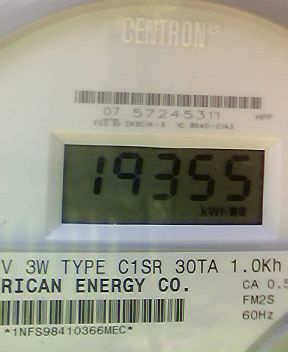 CENTRON®
07 57245311
19355
kWh
V 3W TYPE C1SR 30TA 1.0Kh
RICAN ENERGY CO.
CA 0.5
FM2S
60Hz
*1NFS98410366MEC*